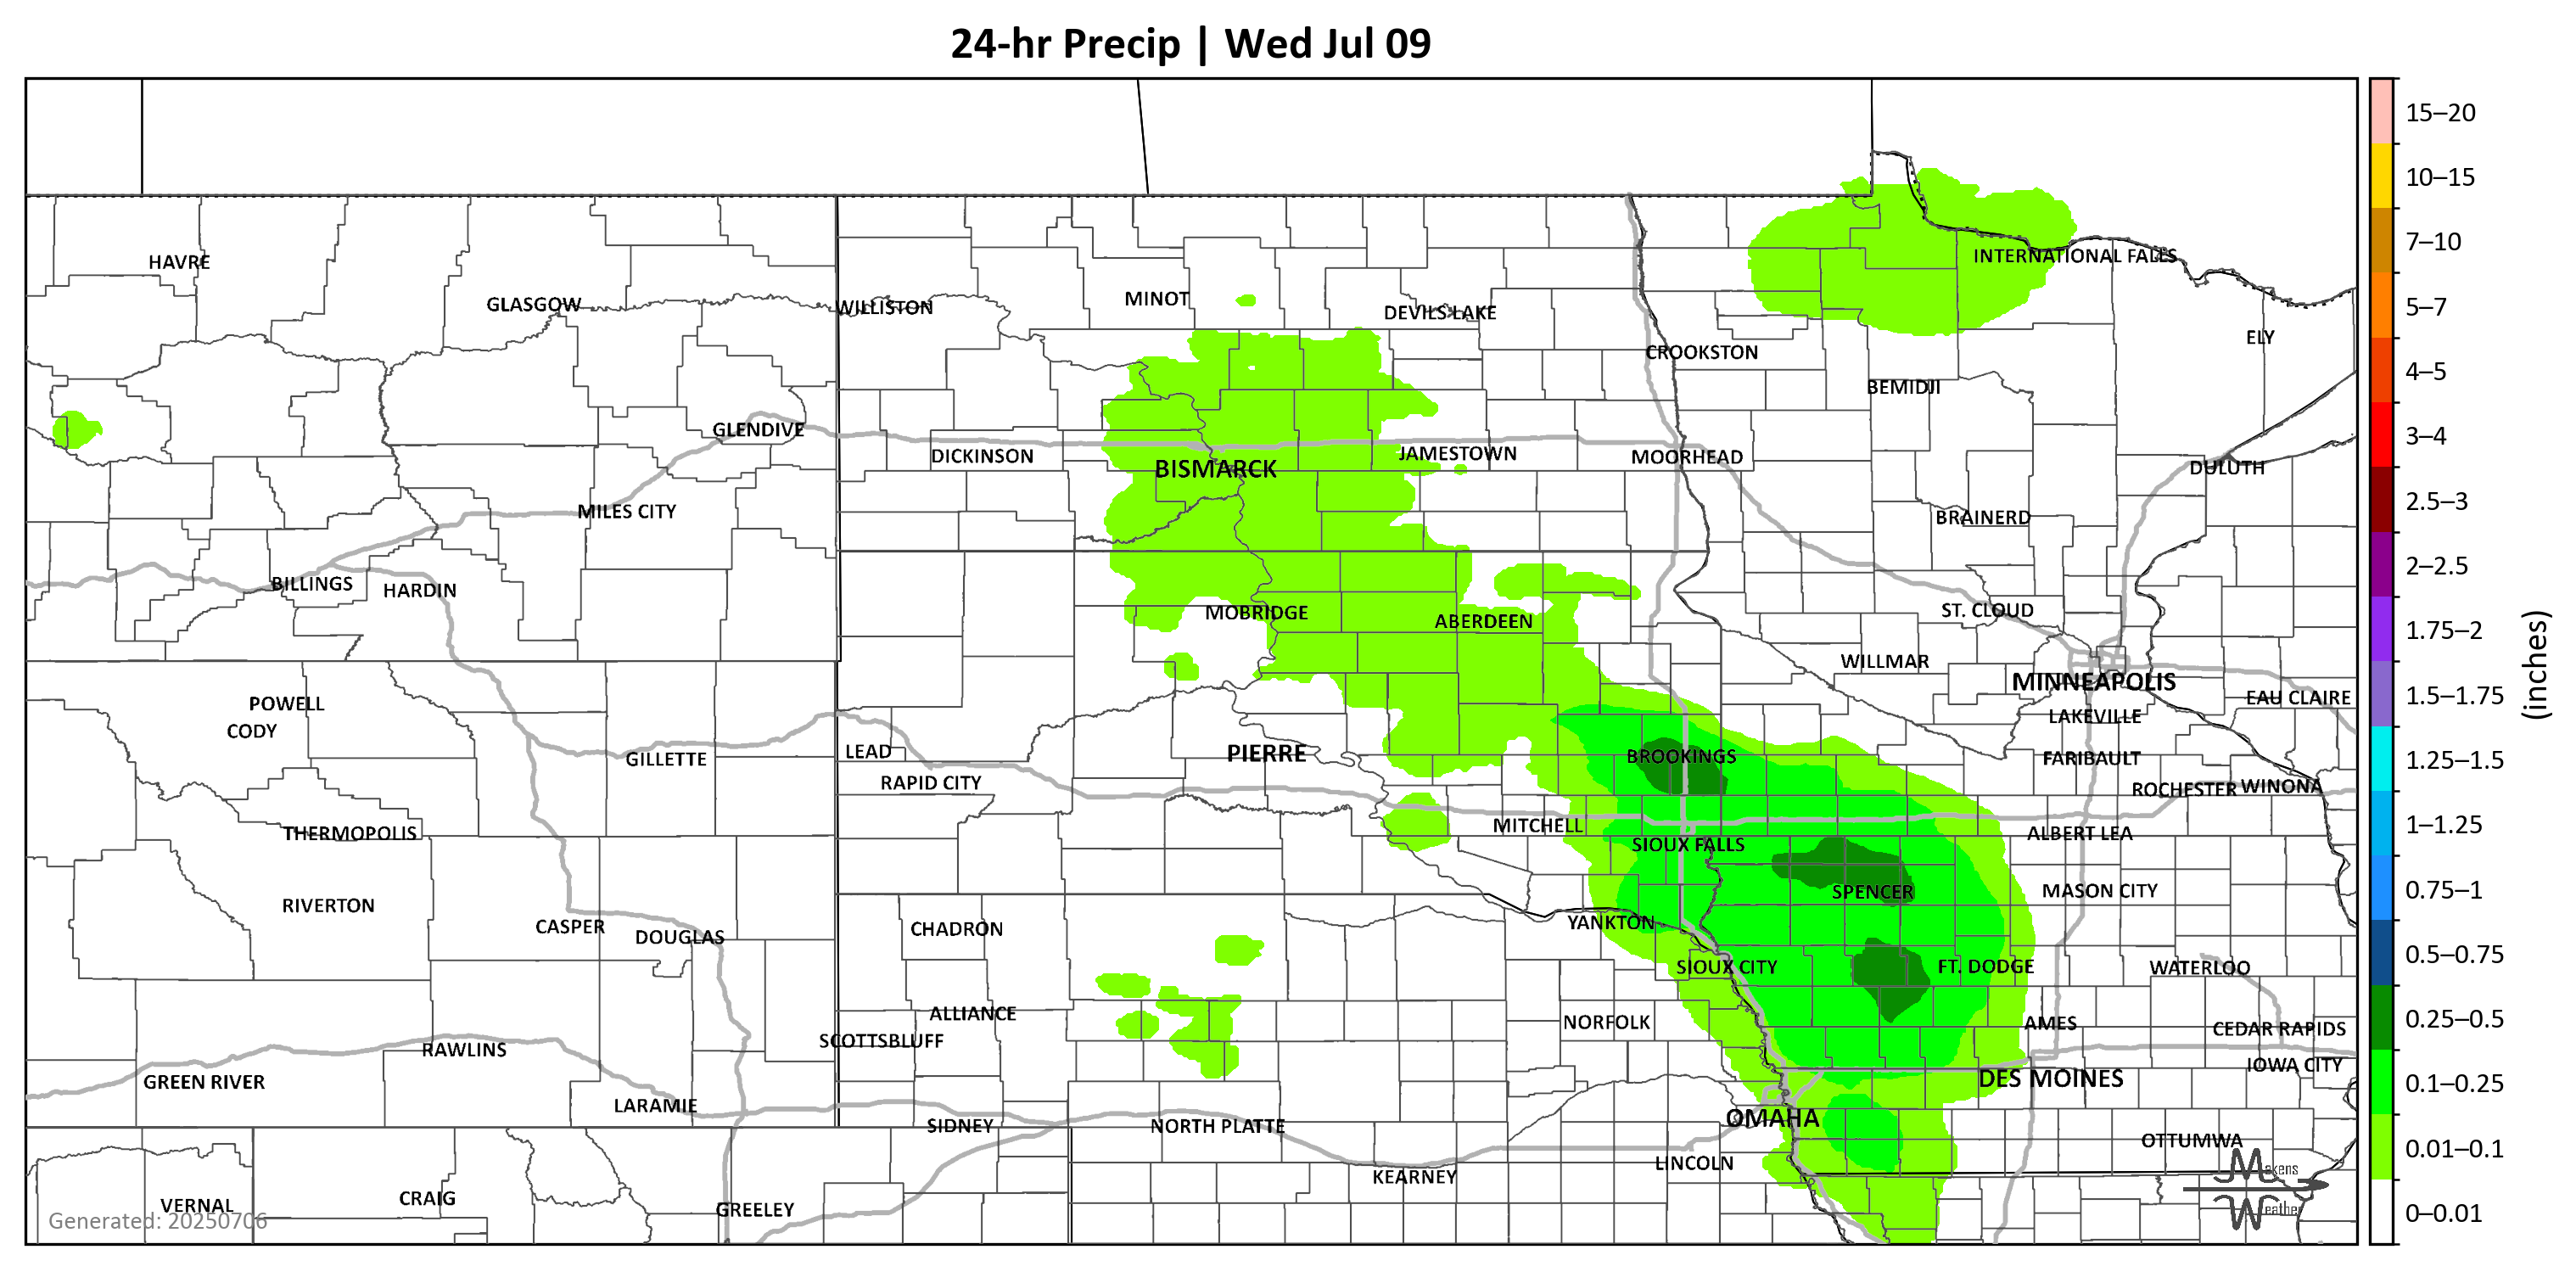 24-hr Precip | Wed Jul 09
15–20
10–15
7–10
5–7
4–5
3–4
2.5–3
2–2.5
1.75–2
1.5–1.75
1.25–1.5
1–1.25
0.75–1
0.5–0.75
0.25–0.5
0.1–0.25
0.01–0.1
0–0.01
(inches)
HAVRE
INTERNATIONAL FALLS
GLASGOW
WILLISTON
MINOT
DEVILS LAKE
ELY
CROOKSTON
BEMIDJI
GLENDIVE
DICKINSON
BISMARCK
JAMESTOWN
MOORHEAD
DULUTH
MILES CITY
BRAINERD
BILLINGS
HARDIN
MOBRIDGE
ABERDEEN
ST. CLOUD
WILLMAR
MINNEAPOLIS
EAU CLAIRE
POWELL
CODY
LAKEVILLE
GILLETTE
LEAD
PIERRE
BROOKINGS
FARIBAULT
RAPID CITY
ROCHESTER
WINONA
THERMOPOLIS
MITCHELL
SIOUX FALLS
ALBERT LEA
RIVERTON
SPENCER
MASON CITY
CASPER
DOUGLAS
CHADRON
YANKTON
SIOUX CITY
FT. DODGE
WATERLOO
ALLIANCE
NORFOLK
AMES
CEDAR RAPIDS
SCOTTSBLUFF
RAWLINS
IOWA CITY
GREEN RIVER
DES MOINES
LARAMIE
SIDNEY
NORTH PLATTE
OMAHA
OTTUMWA
LINCOLN
KEARNEY
VERNAL
CRAIG
GREELEY
Generated: 20250706
Makens
Weather